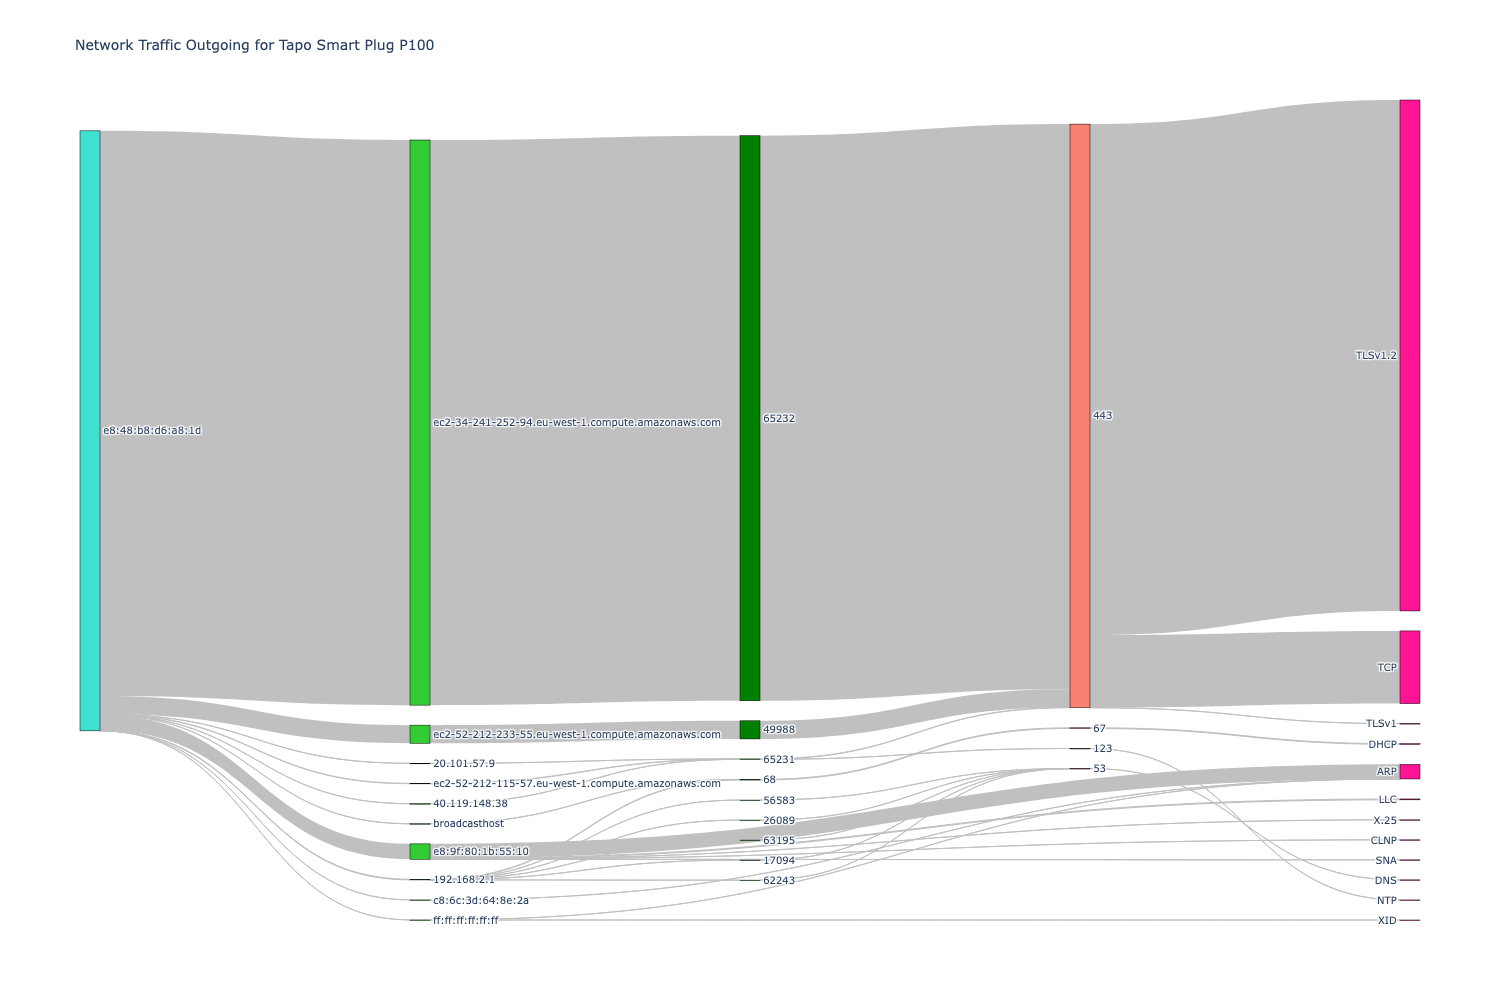 Network Traffic Outgoing for Tapo Smart Plug P100
e8:48:b8:d6:a8:1d
ec2-34-241-252-94.eu-west-1.compute.amazonaws.com
ec2-52-212-233-55.eu-west-1.compute.amazonaws.com
20.101.57.9
ec2-52-212-115-57.eu-west-1.compute.amazonaws.com
40.119.148.38
broadcasthost
e8:9f:80:1b:55:10
192.168.2.1
c8:6c:3d:64:8e:2a
ff:ff:ff:ff:ff:ff
65232
49988
65231
68
56583
26089
63195
17094
62243
443
67
123
53
TLSv1.2
TCP
TLSv1
DHCP
ARP
LLC
X.25
CLNP
SNA
DNS
NTP
XID